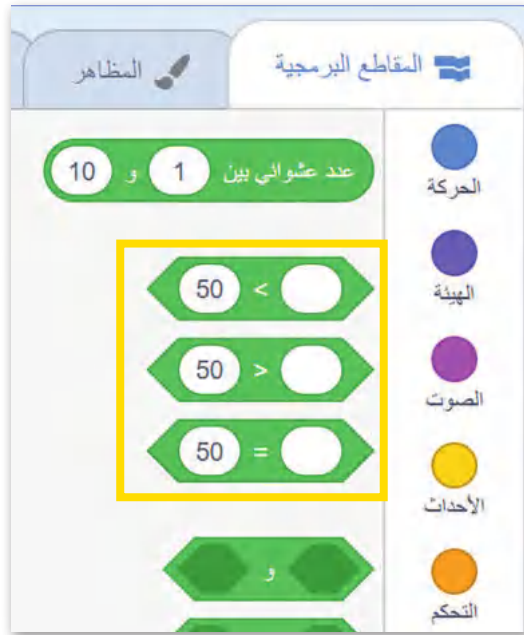 المقاطع البرمجية
المظاهر
الحركة
الهيئة
الصوت
الأحداث
التحكم
عدد عشوائي بين 1 و 10
< 50
> 50
= 50
و